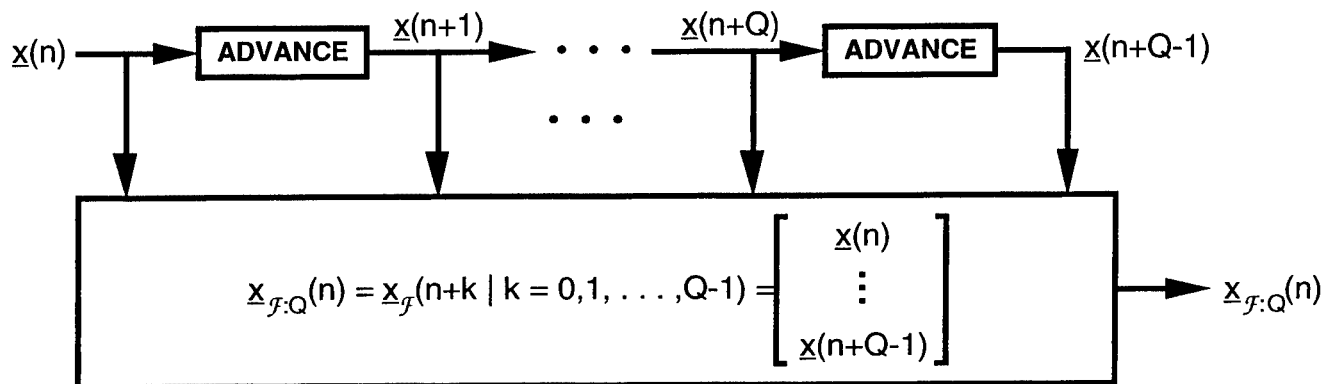 x(n) ADVANCE x(n+1) · · · x(n+Q) ADVANCE x(n+Q-1)
· · ·
x(n)
x_ℱ:Q(n) = x_ℱ(n+k | k = 0,1, . . . ,Q-1) = ⋮ x_ℱ:Q(n)
x(n+Q-1)